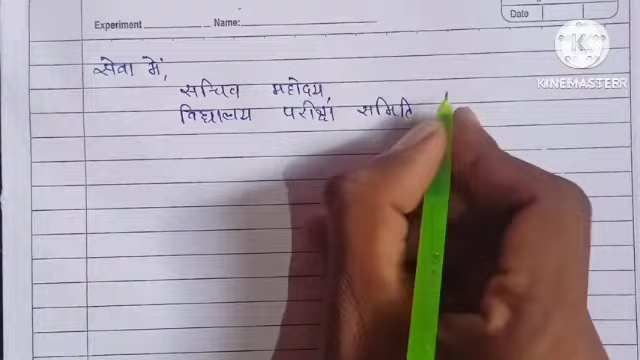 Experiment Name:
Date
K
KINEMASTER
सेवा में,
सचिव महोदय,
विद्यालय परीक्षा समिति